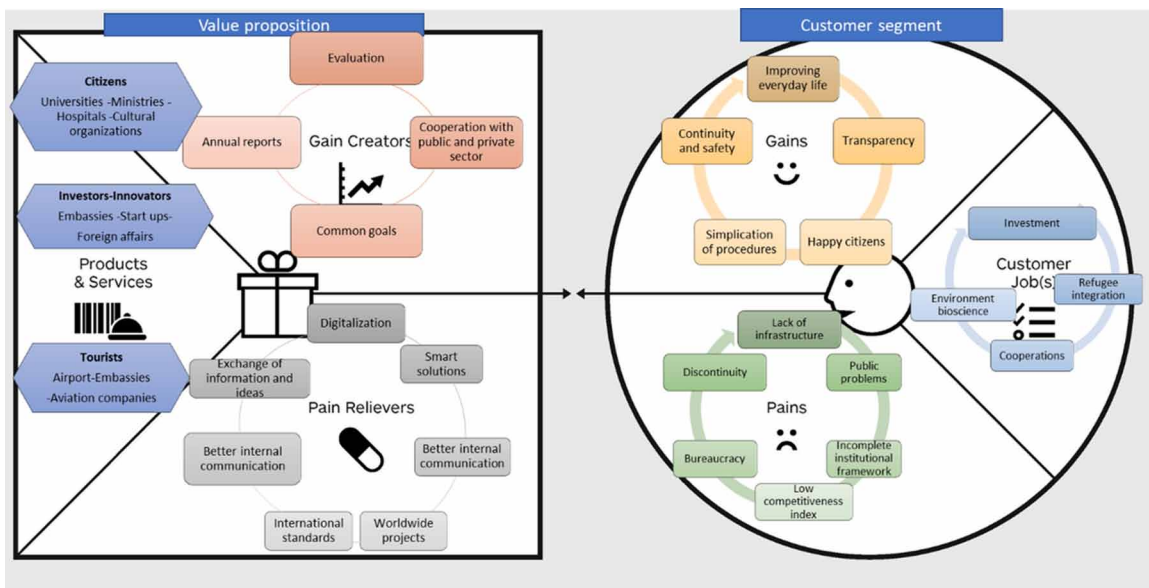 Value proposition
Evaluation
Citizens
Universities -Ministries -
Hospitals -Cultural
organizations
Annual reports
Gain Creators
Cooperation with
public and private
sector
Common goals
Investors-Innovators
Embassies -Start ups-
Foreign affairs
Products
& Services
Tourists
Airport-Embassies
-Aviation companies
Digitalization
Exchange of
information and
ideas
Smart
solutions
Pain Relievers
Better internal
communication
Better internal
communication
International
standards
Worldwide
projects
Customer segment
Improving
everyday life
Continuity
and safety
Gains
Transparency
Simplication
of procedures
Happy citizens
Investment
Customer
Job(s)
Refugee
integration
Environment
bioscience
Cooperations
Lack of
infrastructure
Discontinuity
Public
problems
Pains
Bureaucracy
Incomplete
institutional
framework
Low
competitiveness
index